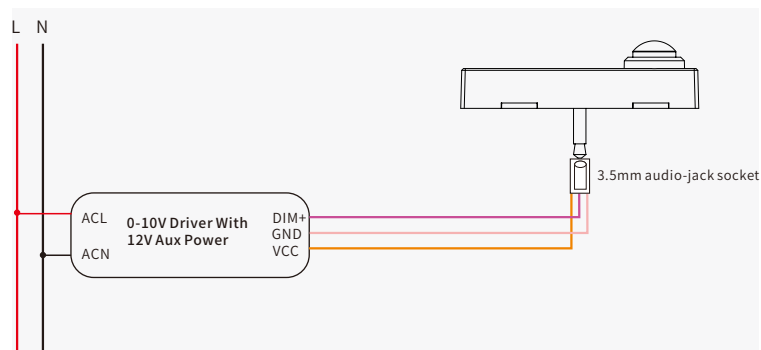 L N
3.5mm audio-jack socket
ACL
0-10V Driver With
12V Aux Power
ACN
DIM+
GND
VCC